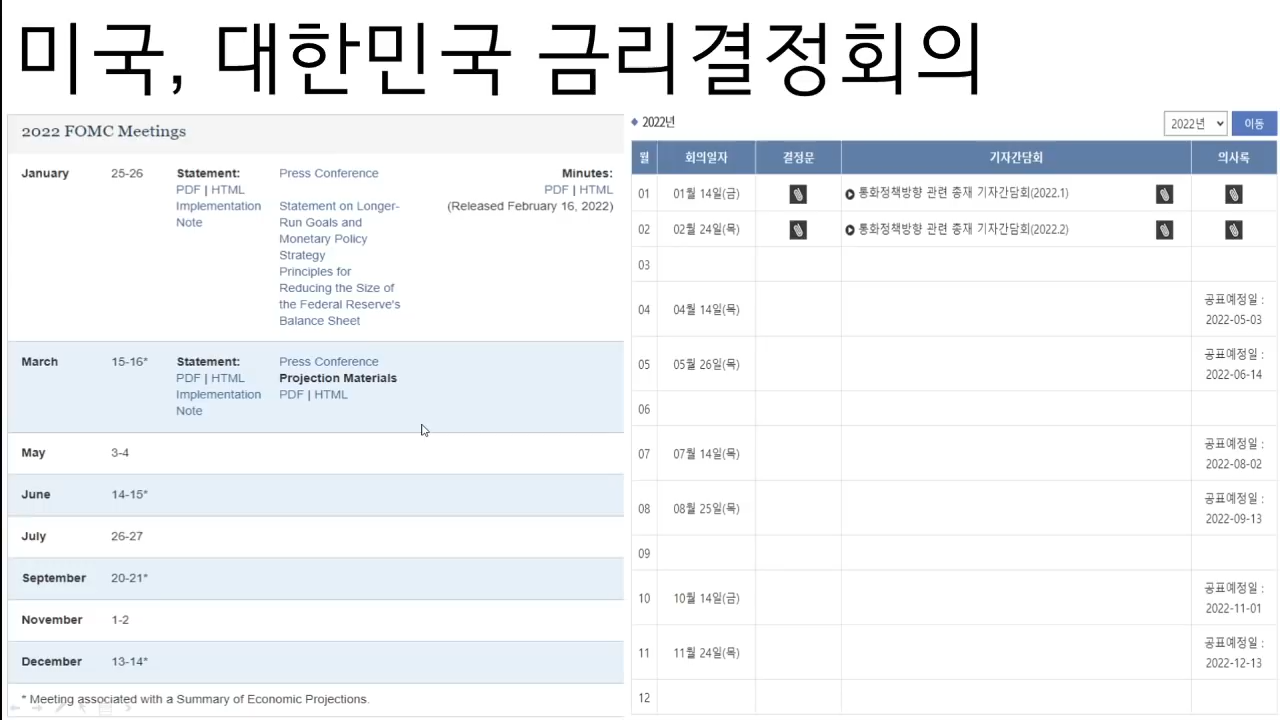 미국, 대한민국 금리결정회의
2022 FOMC Meetings
January 25-26 Statement: Press Conference Minutes:
PDF | HTML PDF | HTML
Implementation Statement on Longer- (Released February 16, 2022)
Note Run Goals and
Monetary Policy
Strategy
Principles for
Reducing the Size of
the Federal Reserve's
Balance Sheet
March 15-16* Statement: Press Conference
PDF | HTML Projection Materials
Implementation PDF | HTML
Note
May 3-4
June 14-15*
July 26-27
September 20-21*
November 1-2
December 13-14*
* Meeting associated with a Summary of Economic Projections.
2022년 2022년 이동
월 회의일자 결정문 기자간담회 의사록
01 01월 14일(금) 통화정책방향 관련 총재 기자간담회(2022.1)
02 02월 24일(목) 통화정책방향 관련 총재 기자간담회(2022.2)
03
04 04월 14일(목) 공표예정일 :
2022-05-03
05 05월 26일(목) 공표예정일 :
2022-06-14
06
07 07월 14일(목) 공표예정일 :
2022-08-02
08 08월 25일(목) 공표예정일 :
2022-09-13
09
10 10월 14일(금) 공표예정일 :
2022-11-01
11 11월 24일(목) 공표예정일 :
2022-12-13
12